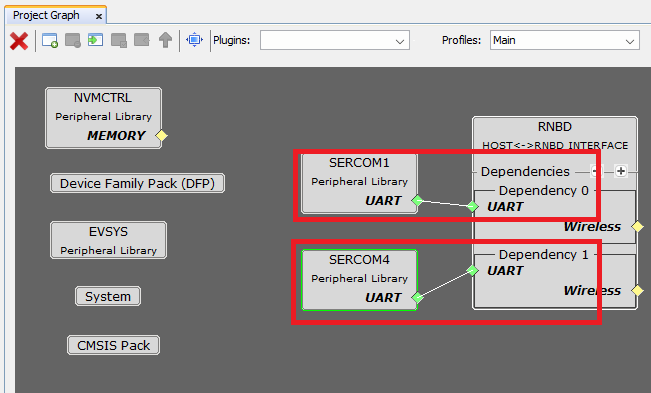 Project Graph
Plugins:
Profiles: Main
NVMCTRL
Peripheral Library
MEMORY
Device Family Pack (DFP)
EVSYS
Peripheral Library
System
CMSIS Pack
SERCOM1
Peripheral Library
UART
SERCOM4
Peripheral Library
UART
RNBD
HOST<->RNBD INTERFACE
Dependencies
Dependency 0
UART
Wireless
Dependency 1
UART
Wireless